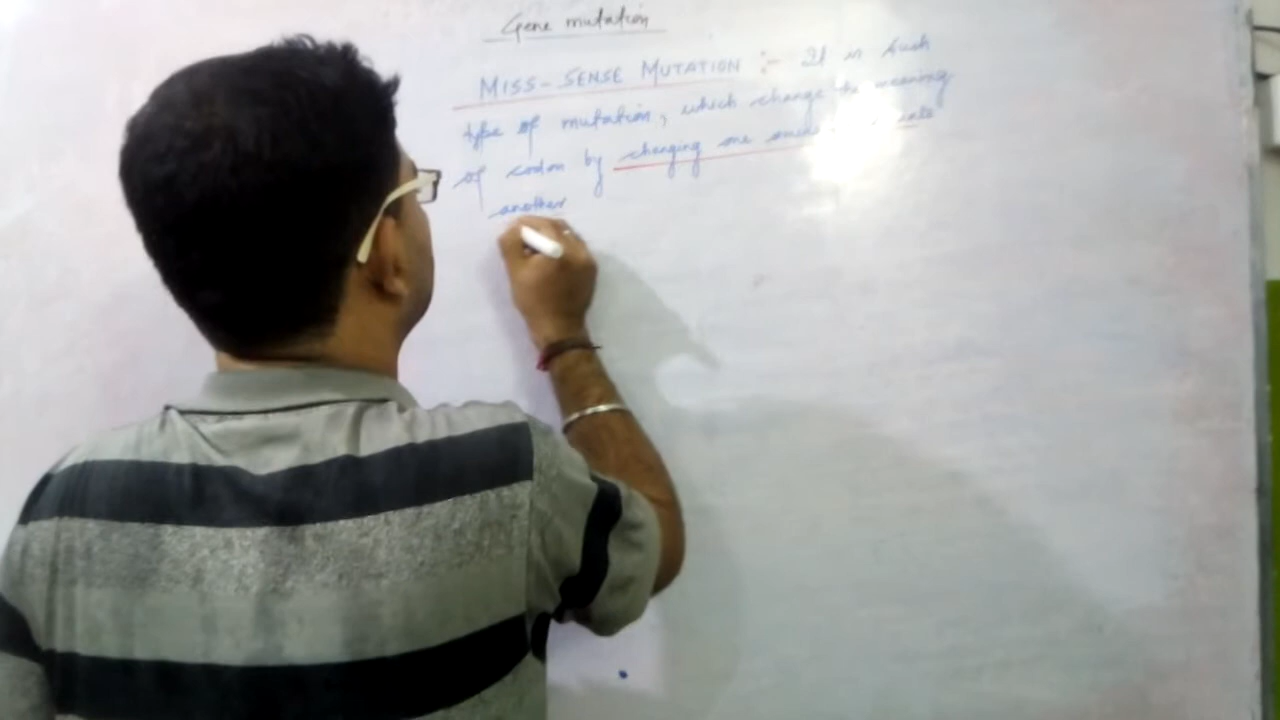 Gene mutation
MISS-SENSE MUTATION :- It is such
type of mutation, which change the meaning
of codon by changing one
another